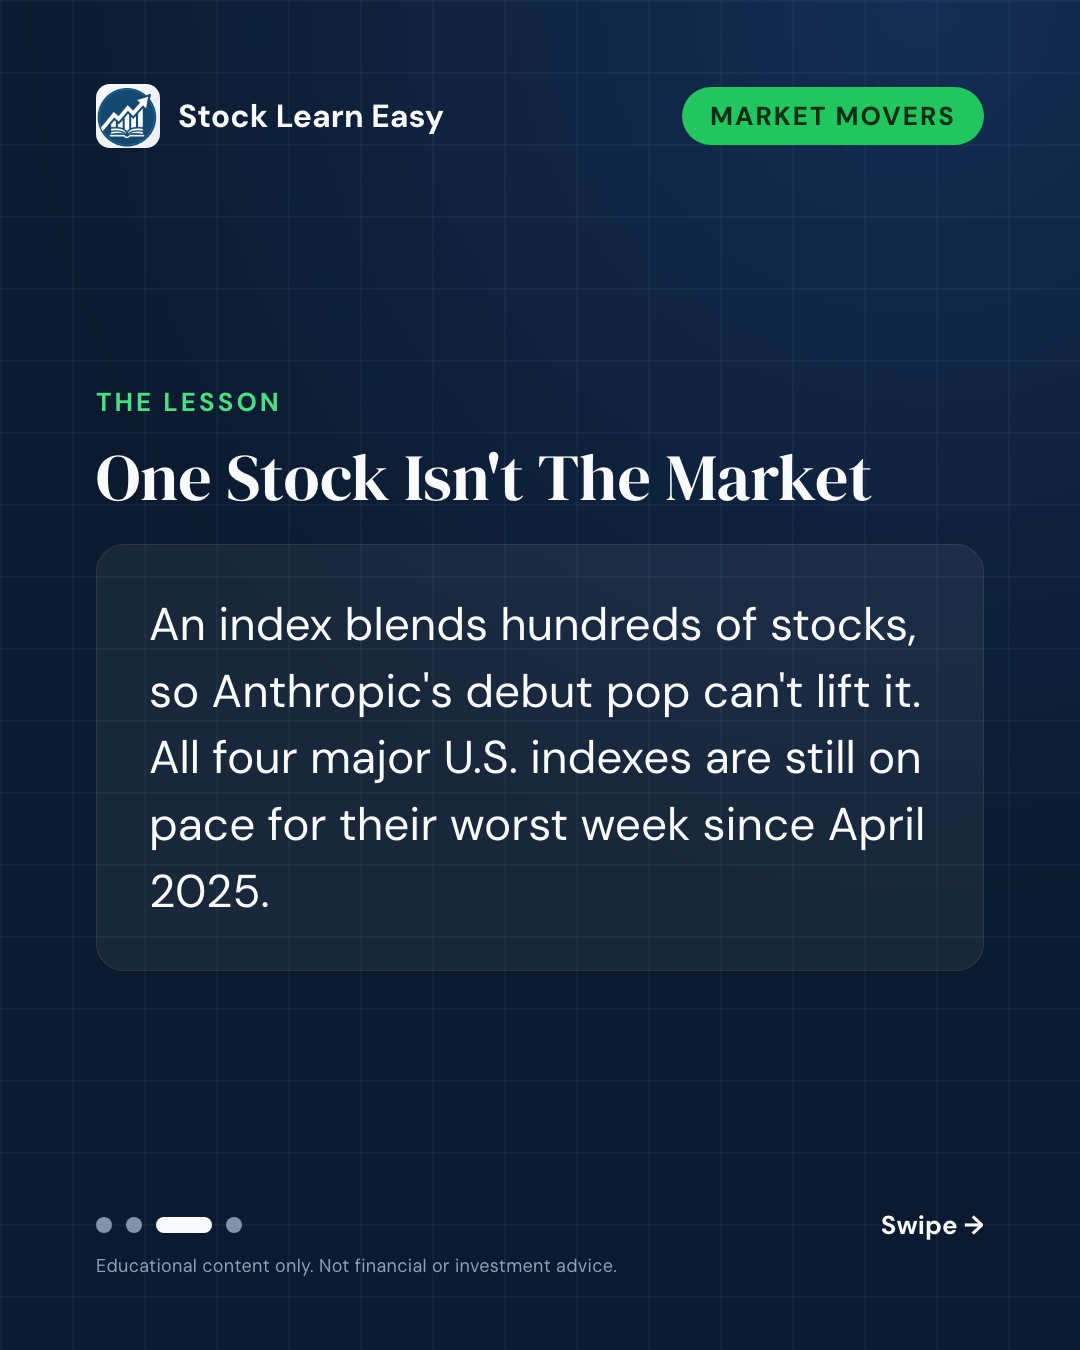 Stock Learn Easy
MARKET MOVERS
THE LESSON
One Stock Isn't The Market
An index blends hundreds of stocks,
so Anthropic's debut pop can't lift it.
All four major U.S. indexes are still on
pace for their worst week since April
2025.
Swipe →
Educational content only. Not financial or investment advice.